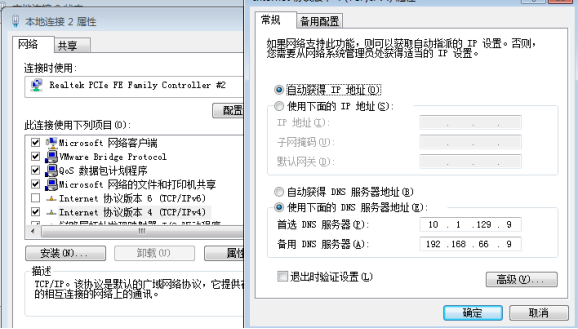 本地连接 2 属性
网络
共享
连接时使用:
Realtek PCIe FE Family Controller #2
配置
此连接使用下列项目(O):
Microsoft 网络客户端
VMware Bridge Protocol
QoS 数据包计划程序
Microsoft 网络的文件和打印机共享
Internet 协议版本 6 (TCP/IPv6)
Internet 协议版本 4 (TCP/IPv4)
安装(N)...
卸载(U)
属性
描述
TCP/IP。该协议是默认的广域网络协议，它提供
的相互连接的网络上的通讯。
常规
备用配置
如果网络支持此功能，则可以获取自动指派的 IP 设置。否则，
您需要从网络系统管理员处获得适当的 IP 设置。
自动获得 IP 地址(O)
使用下面的 IP 地址(S):
IP 地址(I):
子网掩码(U):
默认网关(D):
自动获得 DNS 服务器地址(B)
使用下面的 DNS 服务器地址(E):
首选 DNS 服务器(P):
10 . 1 .129 . 9
备用 DNS 服务器(A):
192 .168 .66 . 9
退出时验证设置(L)
高级(V)...
确定
取消